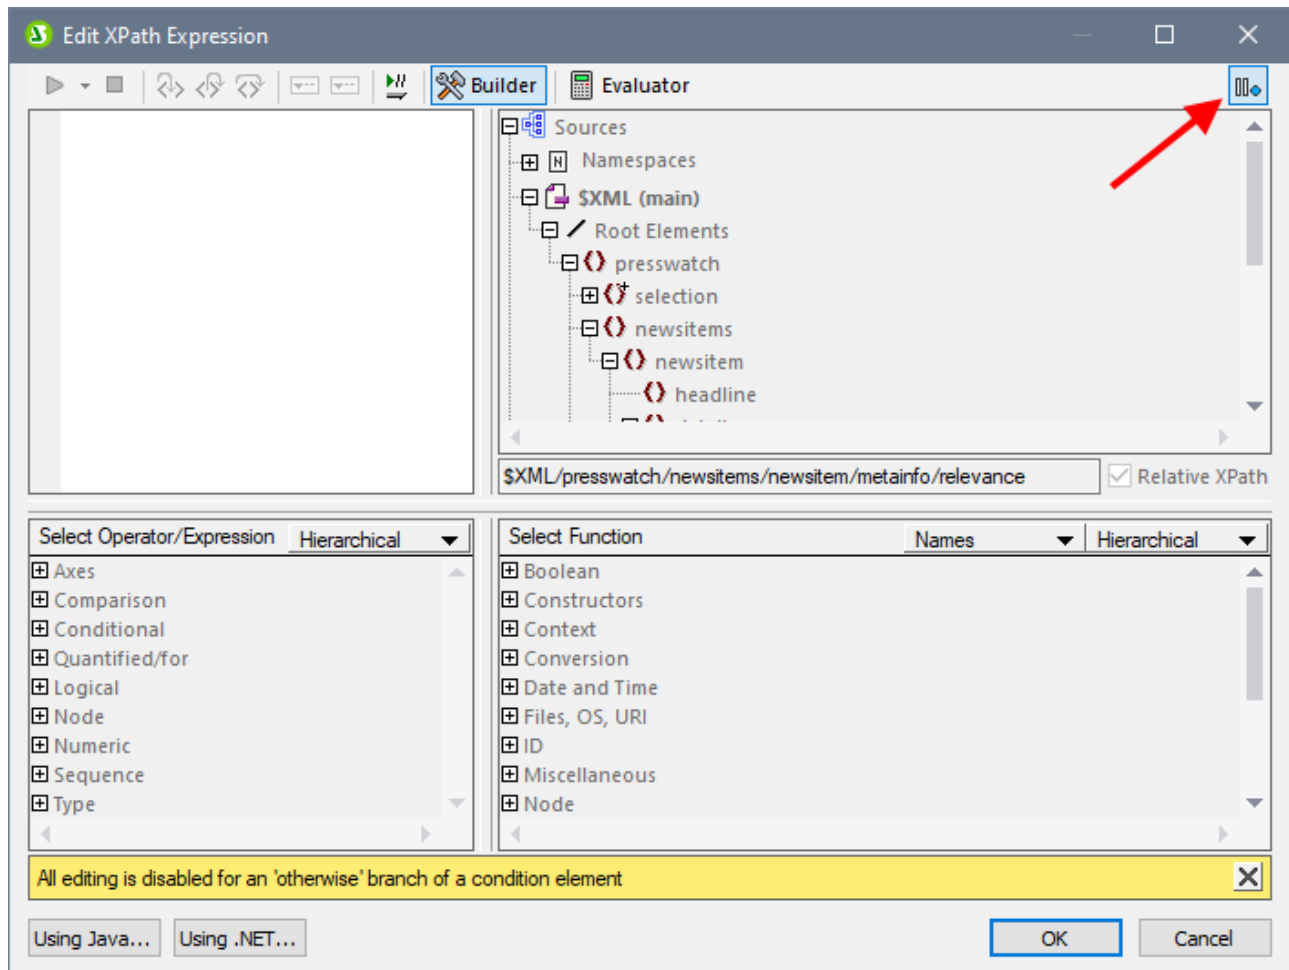 Edit XPath Expression
Builder Evaluator
Sources
Namespaces
$XML (main)
Root Elements
presswatch
selection
newsitems
newsitem
headline
$XML/presswatch/newsitems/newsitem/metainfo/relevance Relative XPath
Select Operator/Expression Hierarchical
Axes
Comparison
Conditional
Quantified/for
Logical
Node
Numeric
Sequence
Type
Select Function Names Hierarchical
Boolean
Constructors
Context
Conversion
Date and Time
Files, OS, URI
ID
Miscellaneous
Node
All editing is disabled for an 'otherwise' branch of a condition element
Using Java... Using .NET... OK Cancel